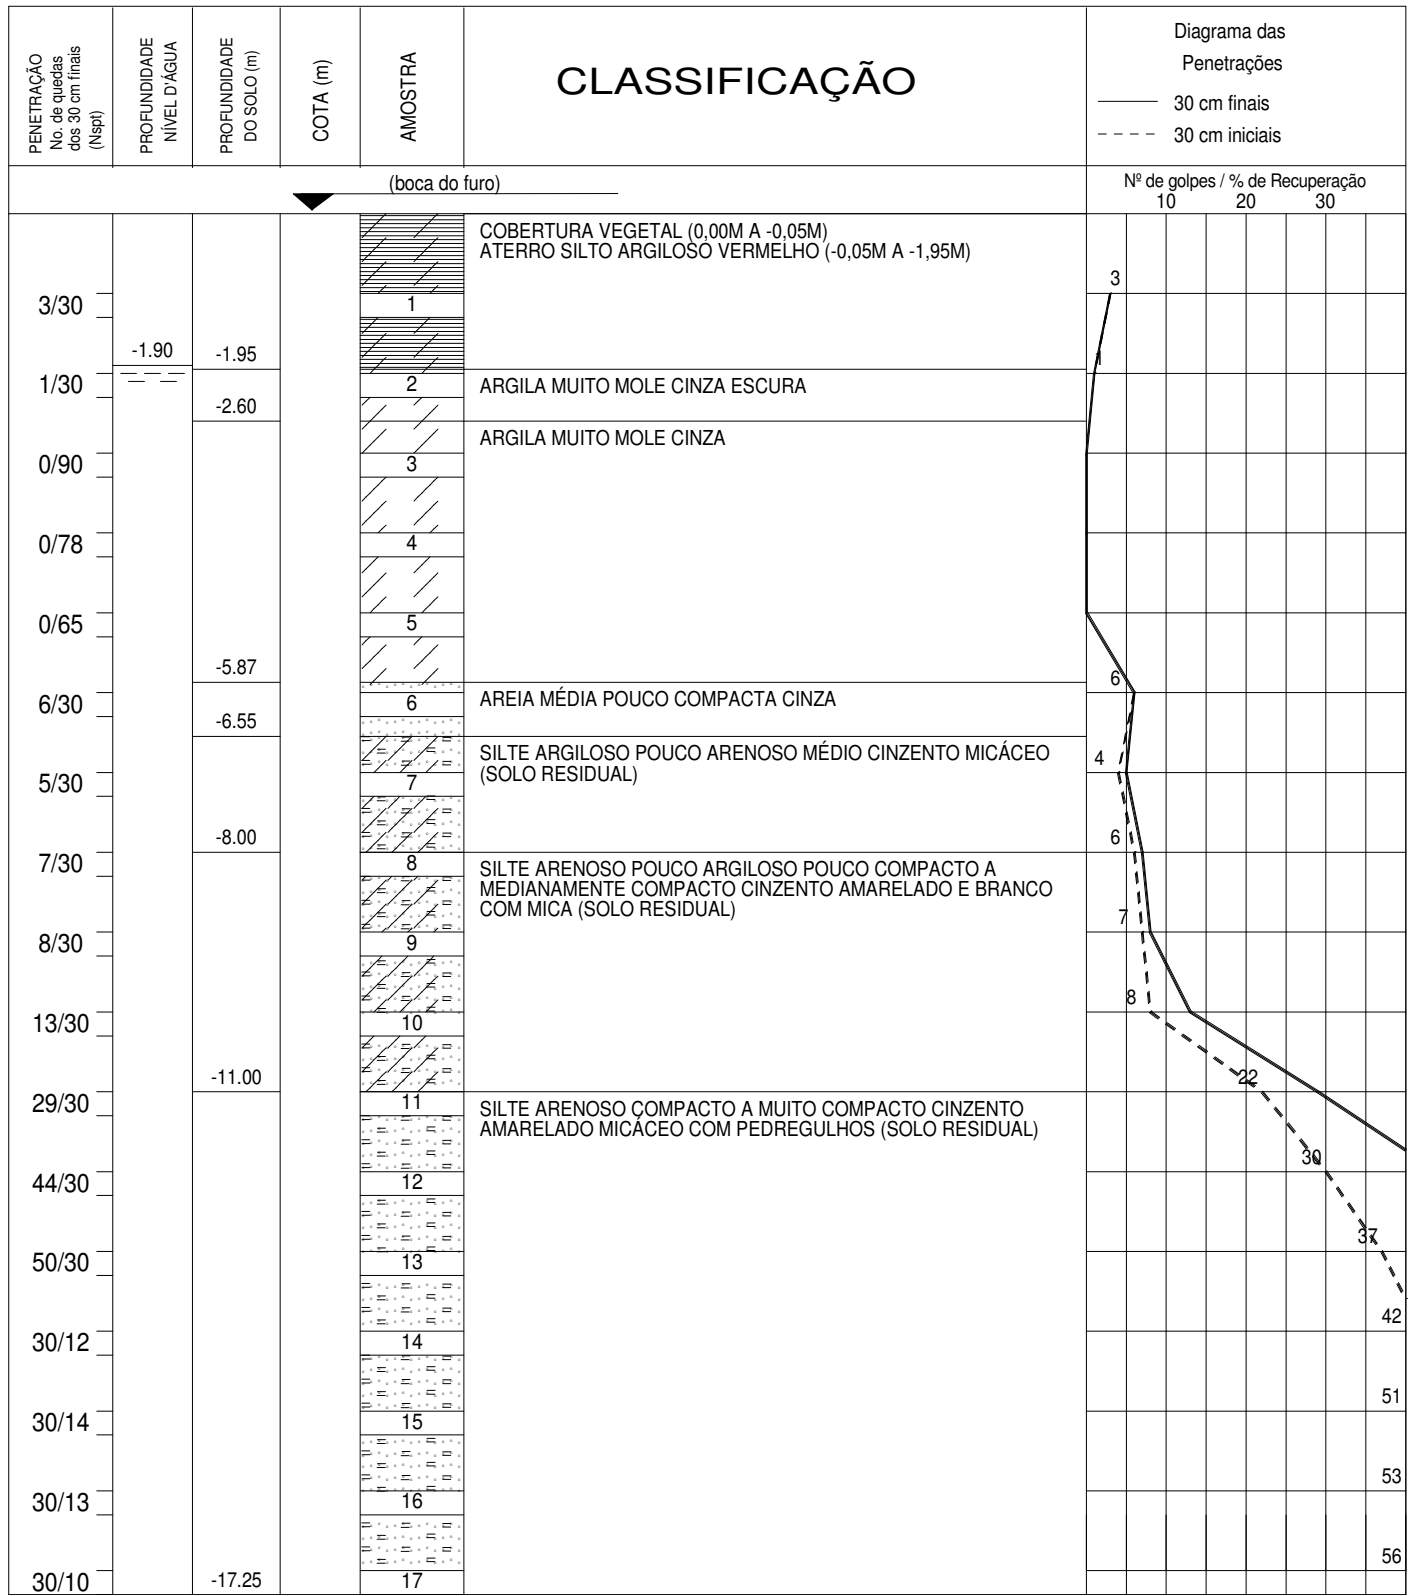 PENETRAÇÃO
No. de quedas
dos 30 cm finais
(Nspt)
PROFUNDIDADE
NÍVEL D'ÁGUA
PROFUNDIDADE
DO SOLO (m)
COTA (m)
AMOSTRA
CLASSIFICAÇÃO
Diagrama das
Penetrações
30 cm finais
30 cm iniciais
(boca do furo)
Nº de golpes / % de Recuperação
10 20 30
COBERTURA VEGETAL (0,00M A -0,05M)
ATERRO SILTO ARGILOSO VERMELHO (-0,05M A -1,95M)
3
3/30 1
-1.90 -1.95 1
1/30 2 ARGILA MUITO MOLE CINZA ESCURA
-2.60
ARGILA MUITO MOLE CINZA
0/90 3
0/78 4
0/65 5
-5.87 6
6/30 6 AREIA MÉDIA POUCO COMPACTA CINZA
-6.55
SILTE ARGILOSO POUCO ARENOSO MÉDIO CINZENTO MICÁCEO 4
(SOLO RESIDUAL)
5/30 7
-8.00 6
7/30 8 SILTE ARENOSO POUCO ARGILOSO POUCO COMPACTO A
MEDIANAMENTE COMPACTO CINZENTO AMARELADO E BRANCO
COM MICA (SOLO RESIDUAL) 7
8/30 9
8
13/30 10
-11.00 22
29/30 11 SILTE ARENOSO COMPACTO A MUITO COMPACTO CINZENTO
AMARELADO MICÁCEO COM PEDREGULHOS (SOLO RESIDUAL)
30
44/30 12
37
50/30 13
42
30/12 14
51
30/14 15
53
30/13 16
56
30/10 -17.25 17